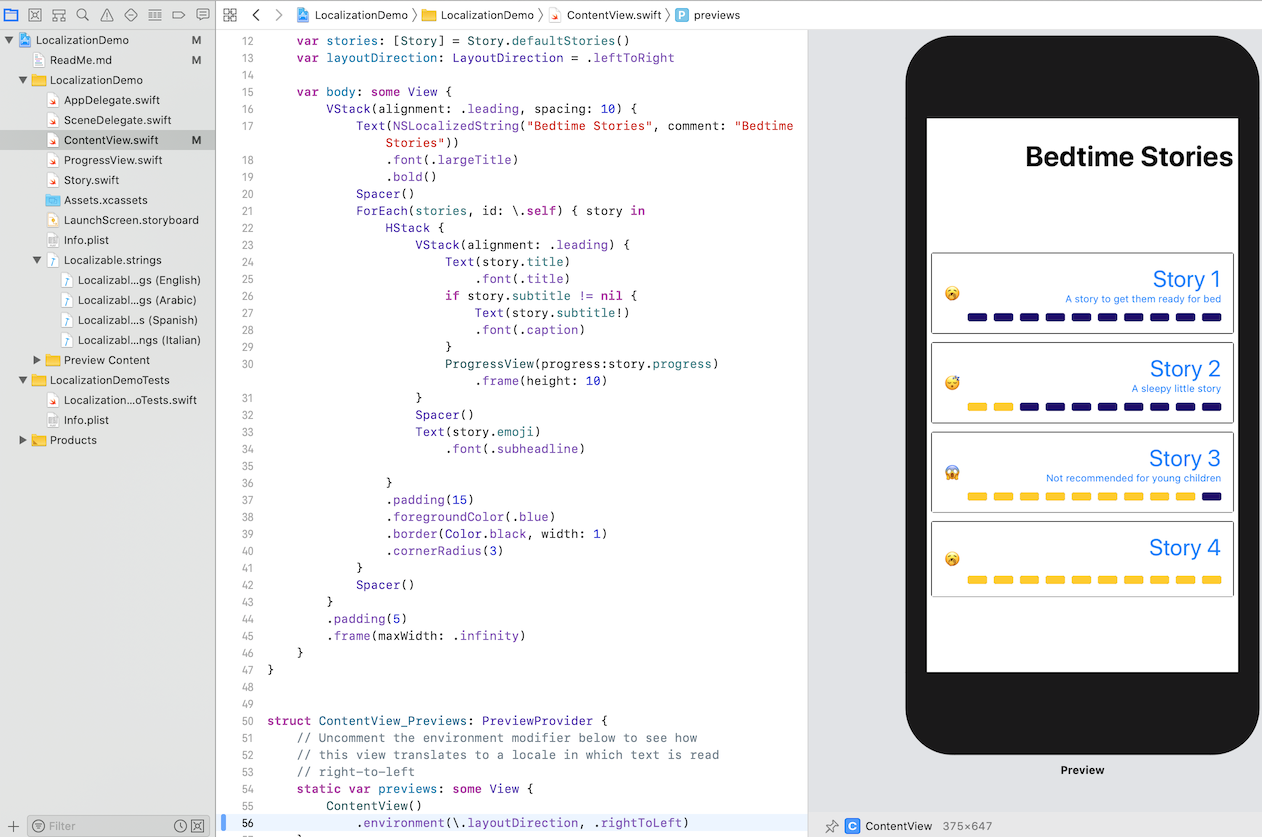 LocalizationDemo
LocalizationDemo
ContentView.swift
P
previews
LocalizationDemo M
ReadMe.md M
LocalizationDemo
AppDelegate.swift
SceneDelegate.swift
ContentView.swift M
ProgressView.swift
Story.swift
Assets.xcassets
LaunchScreen.storyboard
Info.plist
Localizable.strings
Localizabl...gs (English)
Localizabl...gs (Arabic)
Localizabl...s (Spanish)
Localizabl...ngs (Italian)
Preview Content
LocalizationDemoTests
Localization...oTests.swift
Info.plist
Products
Filter
12 var stories: [Story] = Story.defaultStories()
13 var layoutDirection: LayoutDirection = .leftToRight
14
15 var body: some View {
16 VStack(alignment: .leading, spacing: 10) {
17 Text(NSLocalizedString("Bedtime Stories", comment: "Bedtime
Stories"))
18 .font(.largeTitle)
19 .bold()
20 Spacer()
21 ForEach(stories, id: \.self) { story in
22 HStack {
23 VStack(alignment: .leading) {
24 Text(story.title)
25 .font(.title)
26 if story.subtitle != nil {
27 Text(story.subtitle!)
28 .font(.caption)
29 }
30 ProgressView(progress:story.progress)
.frame(height: 10)
31 }
32 Spacer()
33 Text(story.emoji)
34 .font(.subheadline)
35
36 }
37 .padding(15)
38 .foregroundColor(.blue)
39 .border(Color.black, width: 1)
40 .cornerRadius(3)
41 }
42 Spacer()
43 }
44 .padding(5)
45 .frame(maxWidth: .infinity)
46 }
47 }
48
49
50 struct ContentView_Previews: PreviewProvider {
51 // Uncomment the environment modifier below to see how
52 // this view translates to a locale in which text is read
53 // right-to-left
54 static var previews: some View {
55 ContentView()
56 .environment(\.layoutDirection, .rightToLeft)
Bedtime Stories
Story 1
A story to get them ready for bed
Story 2
A sleepy little story
Story 3
Not recommended for young children
Story 4
Preview
C ContentView 375×647